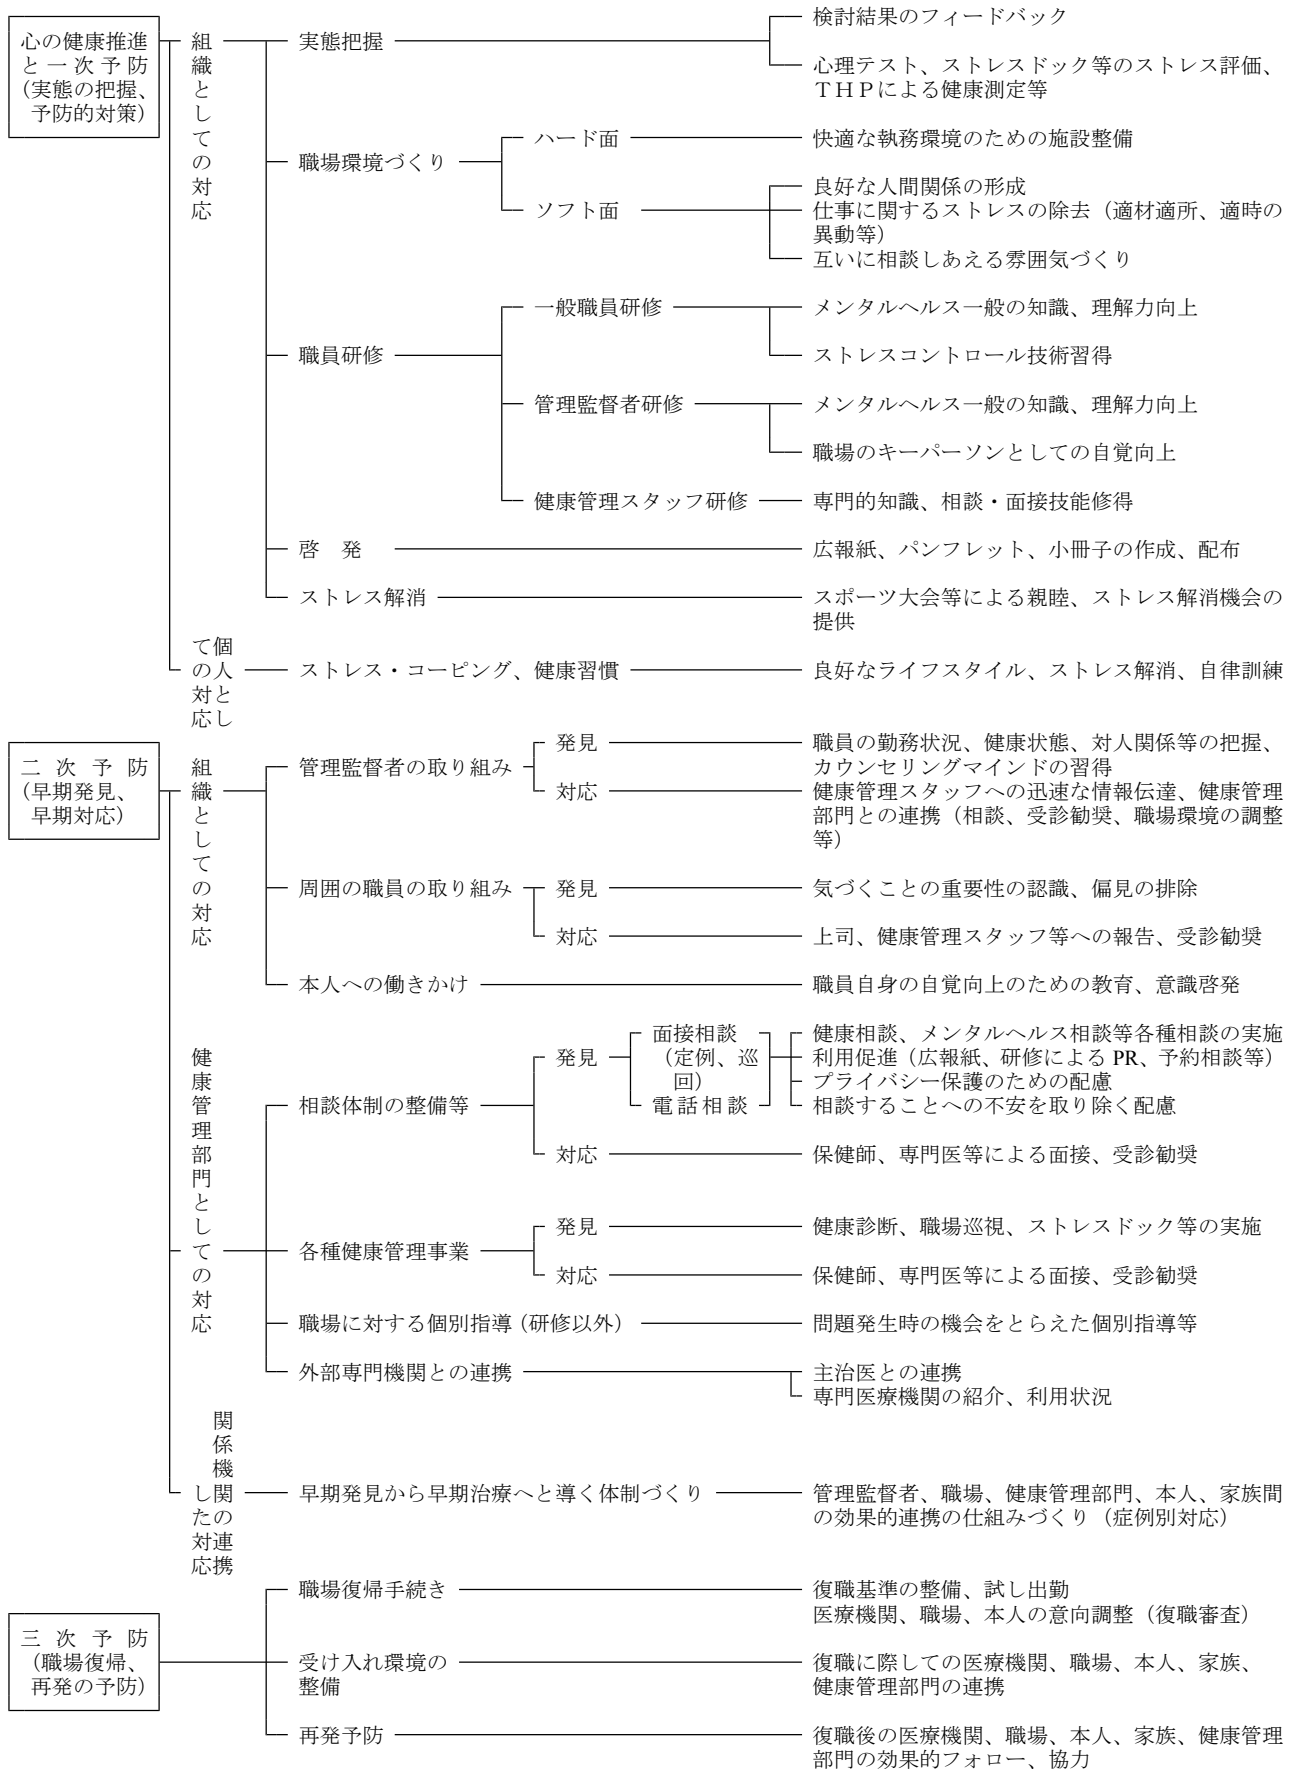 心の健康推進
と一次予防
(実態の把握、
予防的対策)
組織としての対応
実態把握
検討結果のフィードバック
心理テスト、ストレスドック等のストレス評価、
THPによる健康測定等
職場環境づくり
ハード面
快適な執務環境のための施設整備
ソフト面
良好な人間関係の形成
仕事に関するストレスの除去(適材適所、適時の
異動等)
互いに相談しあえる雰囲気づくり
職員研修
一般職員研修
メンタルヘルス一般の知識、理解力向上
ストレスコントロール技術習得
管理監督者研修
メンタルヘルス一般の知識、理解力向上
職場のキーパーソンとしての自覚向上
健康管理スタッフ研修
専門的知識、相談・面接技能修得
啓 発
広報紙、パンフレット、小冊子の作成、配布
ストレス解消
スポーツ大会等による親睦、ストレス解消機会の
提供
個人とし
ての対応
ストレス・コーピング、健康習慣
良好なライフスタイル、ストレス解消、自律訓練
二次予防
(早期発見、
早期対応)
組織としての対応
管理監督者の取り組み
発見
職員の勤務状況、健康状態、対人関係等の把握、
カウンセリングマインドの習得
対応
健康管理スタッフへの迅速な情報伝達、健康管理
部門との連携(相談、受診勧奨、職場環境の調整
等)
周囲の職員の取り組み
発見
気づくことの重要性の認識、偏見の排除
対応
上司、健康管理スタッフ等への報告、受診勧奨
本人への働きかけ
職員自身の自覚向上のための教育、意識啓発
健康管理部門としての対応
相談体制の整備等
発見
面接相談
(定例、巡
回)
電話相談
健康相談、メンタルヘルス相談等各種相談の実施
利用促進(広報紙、研修によるPR、予約相談等)
プライバシー保護のための配慮
相談することへの不安を取り除く配慮
対応
保健師、専門医等による面接、受診勧奨
各種健康管理事業
発見
健康診断、職場巡視、ストレスドック等の実施
対応
保健師、専門医等による面接、受診勧奨
職場に対する個別指導(研修以外)
問題発生時の機会をとらえた個別指導等
外部専門機関との連携
主治医との連携
専門医療機関の紹介、利用状況
関係機関の連携
した対応
早期発見から早期治療へと導く体制づくり
管理監督者、職場、健康管理部門、本人、家族間
の効果的連携の仕組みづくり(症例別対応)
三次予防
(職場復帰、
再発の予防)
職場復帰手続き
復職基準の整備、試し出勤
医療機関、職場、本人の意向調整(復職審査)
受け入れ環境の
整備
復職に際しての医療機関、職場、本人、家族、
健康管理部門の連携
再発予防
復職後の医療機関、職場、本人、家族、健康管理
部門の効果的フォロー、協力